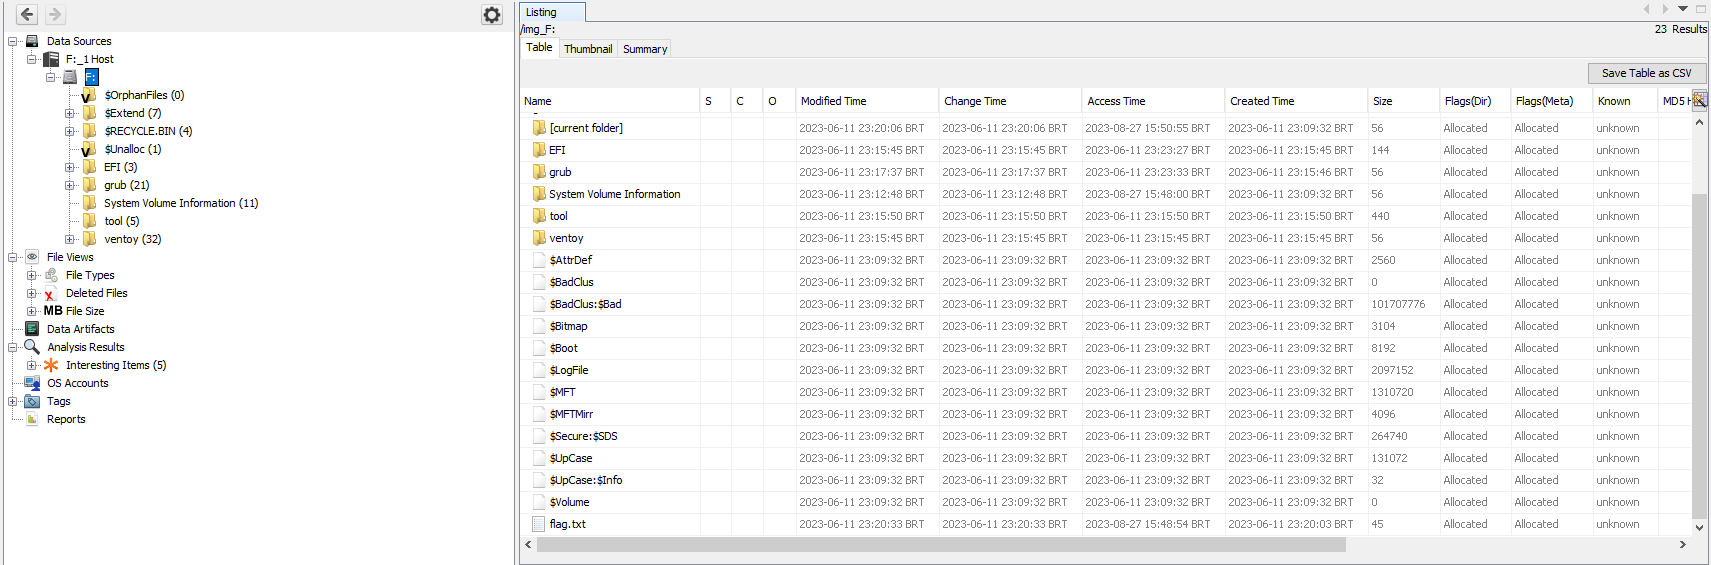 Listing
/img_F:
23 Results
Table Thumbnail Summary
Save Table as CSV
Data Sources
F:_1 Host
F:
$OrphanFiles (0)
$Extend (7)
$RECYCLE.BIN (4)
$Unalloc (1)
EFI (3)
grub (21)
System Volume Information (11)
tool (5)
ventoy (32)
File Views
File Types
Deleted Files
MB File Size
Data Artifacts
Analysis Results
Interesting Items (5)
OS Accounts
Tags
Reports
Name S C O Modified Time Change Time Access Time Created Time Size Flags(Dir) Flags(Meta) Known MD5 H
[current folder] 2023-06-11 23:20:06 BRT 2023-06-11 23:20:06 BRT 2023-08-27 15:50:55 BRT 2023-06-11 23:09:32 BRT 56 Allocated Allocated unknown
EFI 2023-06-11 23:15:45 BRT 2023-06-11 23:15:45 BRT 2023-06-11 23:23:27 BRT 2023-06-11 23:15:45 BRT 144 Allocated Allocated unknown
grub 2023-06-11 23:17:37 BRT 2023-06-11 23:17:37 BRT 2023-06-11 23:23:33 BRT 2023-06-11 23:15:46 BRT 56 Allocated Allocated unknown
System Volume Information 2023-06-11 23:12:48 BRT 2023-06-11 23:12:48 BRT 2023-08-27 15:48:00 BRT 2023-06-11 23:09:32 BRT 56 Allocated Allocated unknown
tool 2023-06-11 23:15:50 BRT 2023-06-11 23:15:50 BRT 2023-06-11 23:15:50 BRT 2023-06-11 23:15:50 BRT 440 Allocated Allocated unknown
ventoy 2023-06-11 23:15:45 BRT 2023-06-11 23:15:45 BRT 2023-06-11 23:15:45 BRT 2023-06-11 23:15:45 BRT 56 Allocated Allocated unknown
$AttrDef 2023-06-11 23:09:32 BRT 2023-06-11 23:09:32 BRT 2023-06-11 23:09:32 BRT 2023-06-11 23:09:32 BRT 2560 Allocated Allocated unknown
$BadClus 2023-06-11 23:09:32 BRT 2023-06-11 23:09:32 BRT 2023-06-11 23:09:32 BRT 2023-06-11 23:09:32 BRT 0 Allocated Allocated unknown
$BadClus:$Bad 2023-06-11 23:09:32 BRT 2023-06-11 23:09:32 BRT 2023-06-11 23:09:32 BRT 2023-06-11 23:09:32 BRT 101707776 Allocated Allocated unknown
$Bitmap 2023-06-11 23:09:32 BRT 2023-06-11 23:09:32 BRT 2023-06-11 23:09:32 BRT 2023-06-11 23:09:32 BRT 3104 Allocated Allocated unknown
$Boot 2023-06-11 23:09:32 BRT 2023-06-11 23:09:32 BRT 2023-06-11 23:09:32 BRT 2023-06-11 23:09:32 BRT 8192 Allocated Allocated unknown
$LogFile 2023-06-11 23:09:32 BRT 2023-06-11 23:09:32 BRT 2023-06-11 23:09:32 BRT 2023-06-11 23:09:32 BRT 2097152 Allocated Allocated unknown
$MFT 2023-06-11 23:09:32 BRT 2023-06-11 23:09:32 BRT 2023-06-11 23:09:32 BRT 2023-06-11 23:09:32 BRT 1310720 Allocated Allocated unknown
$MFTMirr 2023-06-11 23:09:32 BRT 2023-06-11 23:09:32 BRT 2023-06-11 23:09:32 BRT 2023-06-11 23:09:32 BRT 4096 Allocated Allocated unknown
$Secure:$SDS 2023-06-11 23:09:32 BRT 2023-06-11 23:09:32 BRT 2023-06-11 23:09:32 BRT 2023-06-11 23:09:32 BRT 264740 Allocated Allocated unknown
$UpCase 2023-06-11 23:09:32 BRT 2023-06-11 23:09:32 BRT 2023-06-11 23:09:32 BRT 2023-06-11 23:09:32 BRT 131072 Allocated Allocated unknown
$UpCase:$Info 2023-06-11 23:09:32 BRT 2023-06-11 23:09:32 BRT 2023-06-11 23:09:32 BRT 2023-06-11 23:09:32 BRT 32 Allocated Allocated unknown
$Volume 2023-06-11 23:09:32 BRT 2023-06-11 23:09:32 BRT 2023-06-11 23:09:32 BRT 2023-06-11 23:09:32 BRT 0 Allocated Allocated unknown
flag.txt 2023-06-11 23:20:33 BRT 2023-06-11 23:20:33 BRT 2023-08-27 15:48:54 BRT 2023-06-11 23:20:03 BRT 45 Allocated Allocated unknown